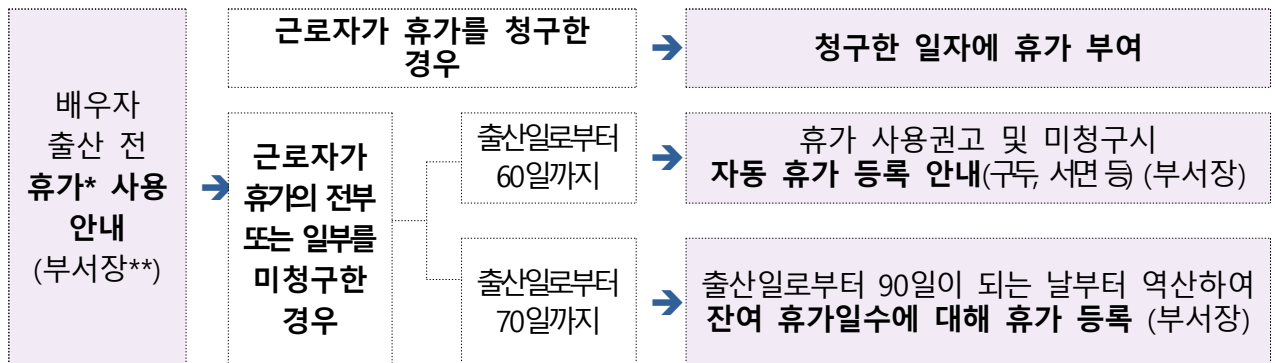 배우자
출산 전
휴가* 사용
안내
(부서장**)
근로자가 휴가를 청구한
경우
청구한 일자에 휴가 부여
근로자가
휴가의 전부
또는 일부를
미청구한
경우
출산일로부터
60일까지
휴가 사용권고 및 미청구시
자동 휴가 등록 안내(구두, 서면 등) (부서장)
출산일로부터
70일까지
출산일로부터 90일이 되는 날부터 역산하여
잔여 휴가일수에 대해 휴가 등록 (부서장)